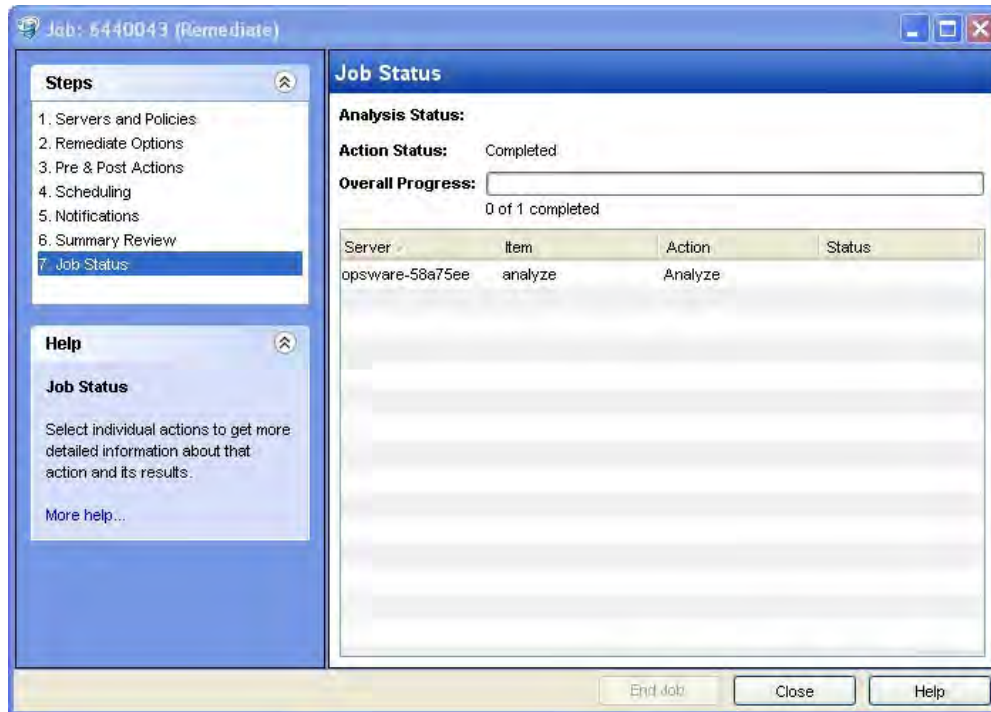 Job: 6440043 (Remediate)
Steps
1. Servers and Policies
2. Remediate Options
3. Pre & Post Actions
4. Scheduling
5. Notifications
6. Summary Review
7. Job Status
Help
Job Status
Select individual actions to get more
detailed information about that
action and its results.
More help...
Job Status
Analysis Status:
Action Status: Completed
Overall Progress:
0 of 1 completed
Server Item Action Status
opsware-58a75ee analyze Analyze
End Job Close Help